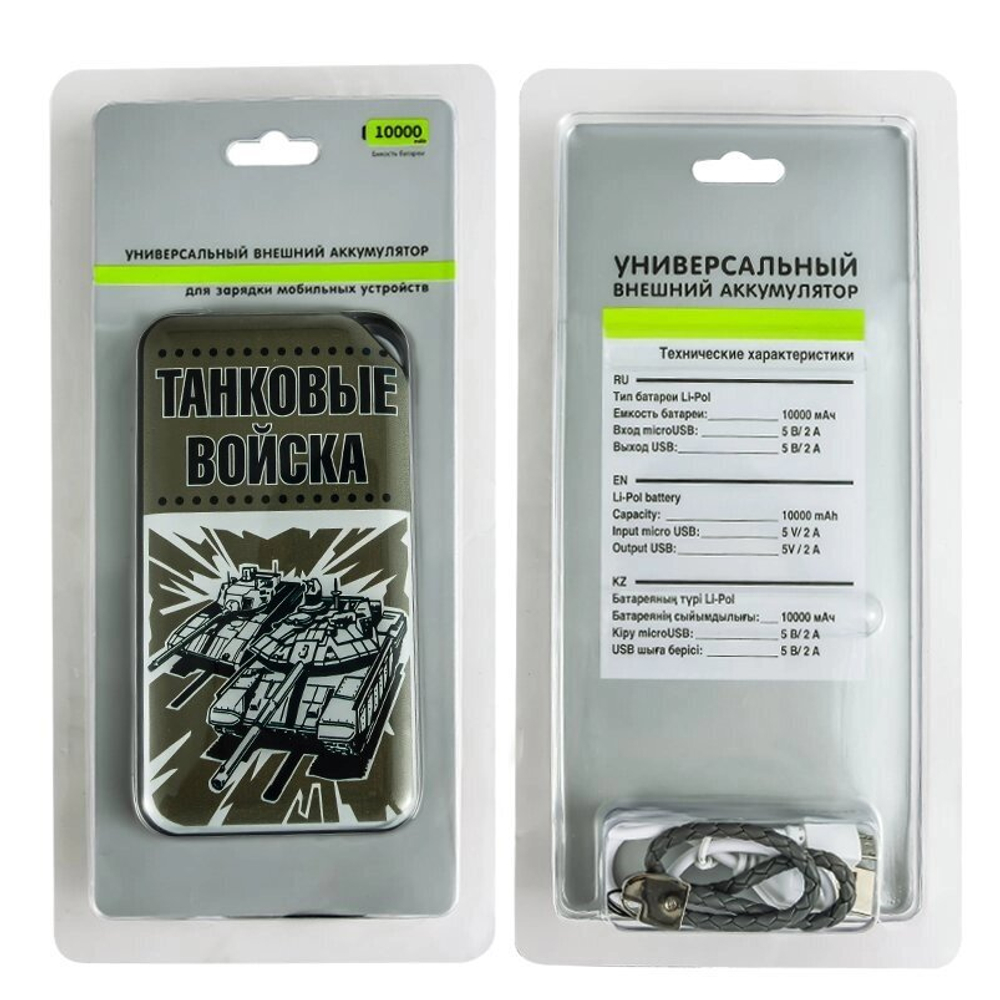 10000
mAh
Емкость батареи
УНИВЕРСАЛЬНЫЙ ВНЕШНИЙ АККУМУЛЯТОР
для зарядки мобильных устройств
ТАНКОВЫЕ
ВОЙСКА
УНИВЕРСАЛЬНЫЙ
ВНЕШНИЙ АККУМУЛЯТОР
Технические характеристики
RU
Тип батареи Li-Pol
Емкость батареи: 10000 мАч
Вход microUSB: 5 В/ 2 А
Выход USB: 5 В/ 2 А
EN
Li-Pol battery
Capacity: 10000 mAh
Input micro USB: 5 V/ 2 A
Output USB: 5V / 2 A
KZ
Батареяның түрі Li-Pol
Батареянің сыйымдылығы: 10000 мАч
Кіру microUSB: 5 В/ 2 А
USB шыға берісі: 5 В/ 2 А